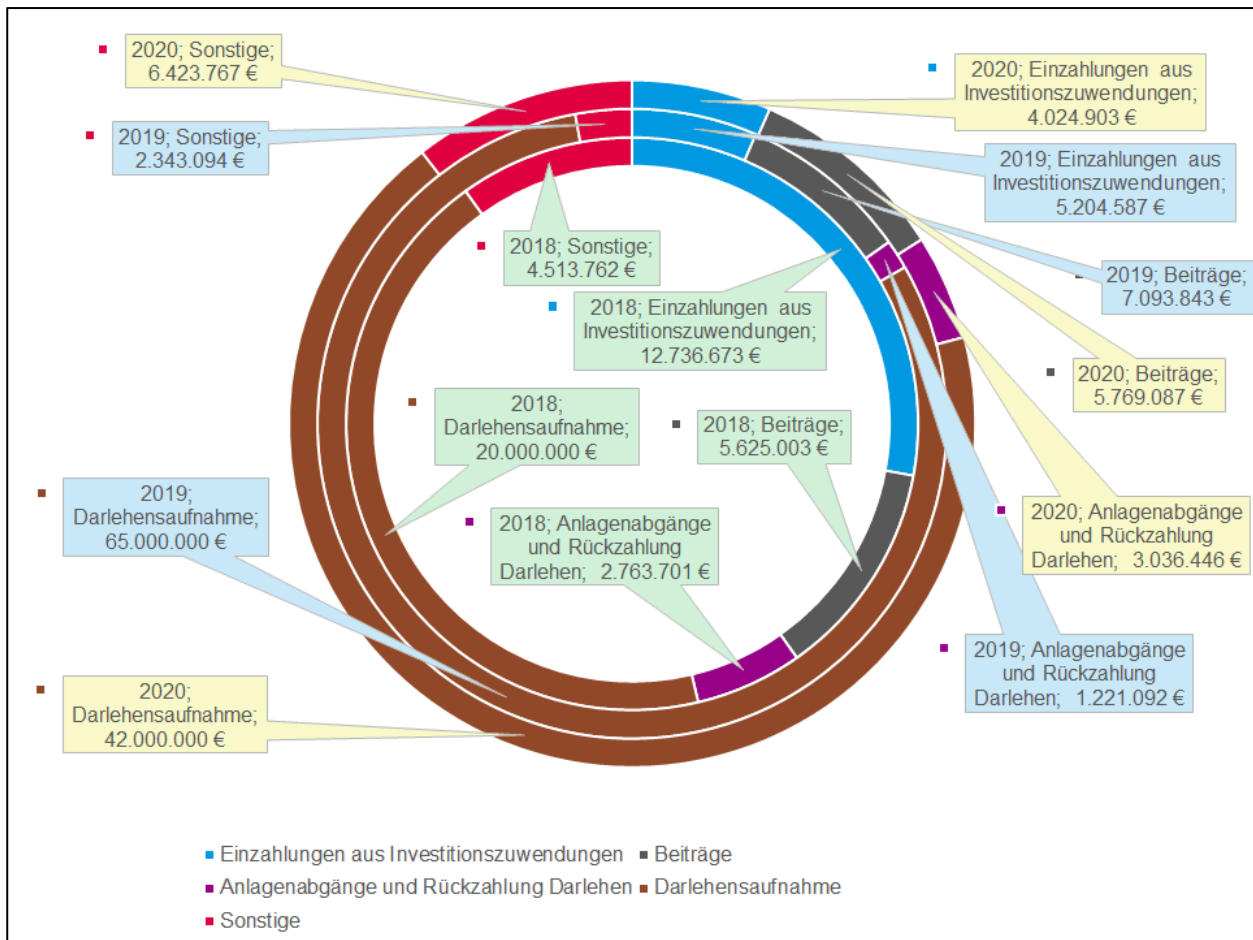 2020; Sonstige;
6.423.767 €
2019; Sonstige;
2.343.094 €
2018; Sonstige;
4.513.762 €
2020; Einzahlungen aus
Investitionszuwendungen;
4.024.903 €
2019; Einzahlungen aus
Investitionszuwendungen;
5.204.587 €
2018; Einzahlungen aus
Investitionszuwendungen;
12.736.673 €
2019; Beiträge;
7.093.843 €
2020; Beiträge;
5.769.087 €
2018; Beiträge;
5.625.003 €
2018;
Darlehensaufnahme;
20.000.000 €
2019;
Darlehensaufnahme;
65.000.000 €
2018; Anlagenabgänge
und Rückzahlung
Darlehen; 2.763.701 €
2020; Anlagenabgänge
und Rückzahlung
Darlehen; 3.036.446 €
2019; Anlagenabgänge
und Rückzahlung
Darlehen; 1.221.092 €
2020;
Darlehensaufnahme;
42.000.000 €
Einzahlungen aus Investitionszuwendungen Beiträge
Anlagenabgänge und Rückzahlung Darlehen Darlehensaufnahme
Sonstige